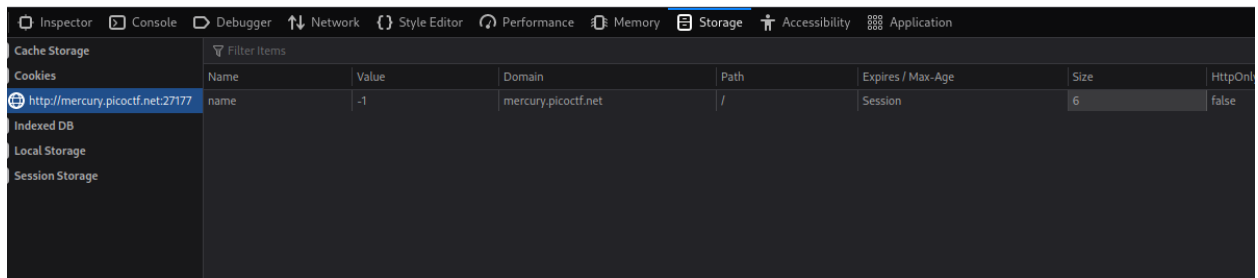 Inspector Console Debugger Network {} Style Editor Performance Memory Storage Accessibility Application
Cache Storage
Filter Items
Cookies
Name Value Domain Path Expires / Max-Age Size HttpOnly
http://mercury.picoctf.net:27177 name -1 mercury.picoctf.net / Session 6 false
Indexed DB
Local Storage
Session Storage